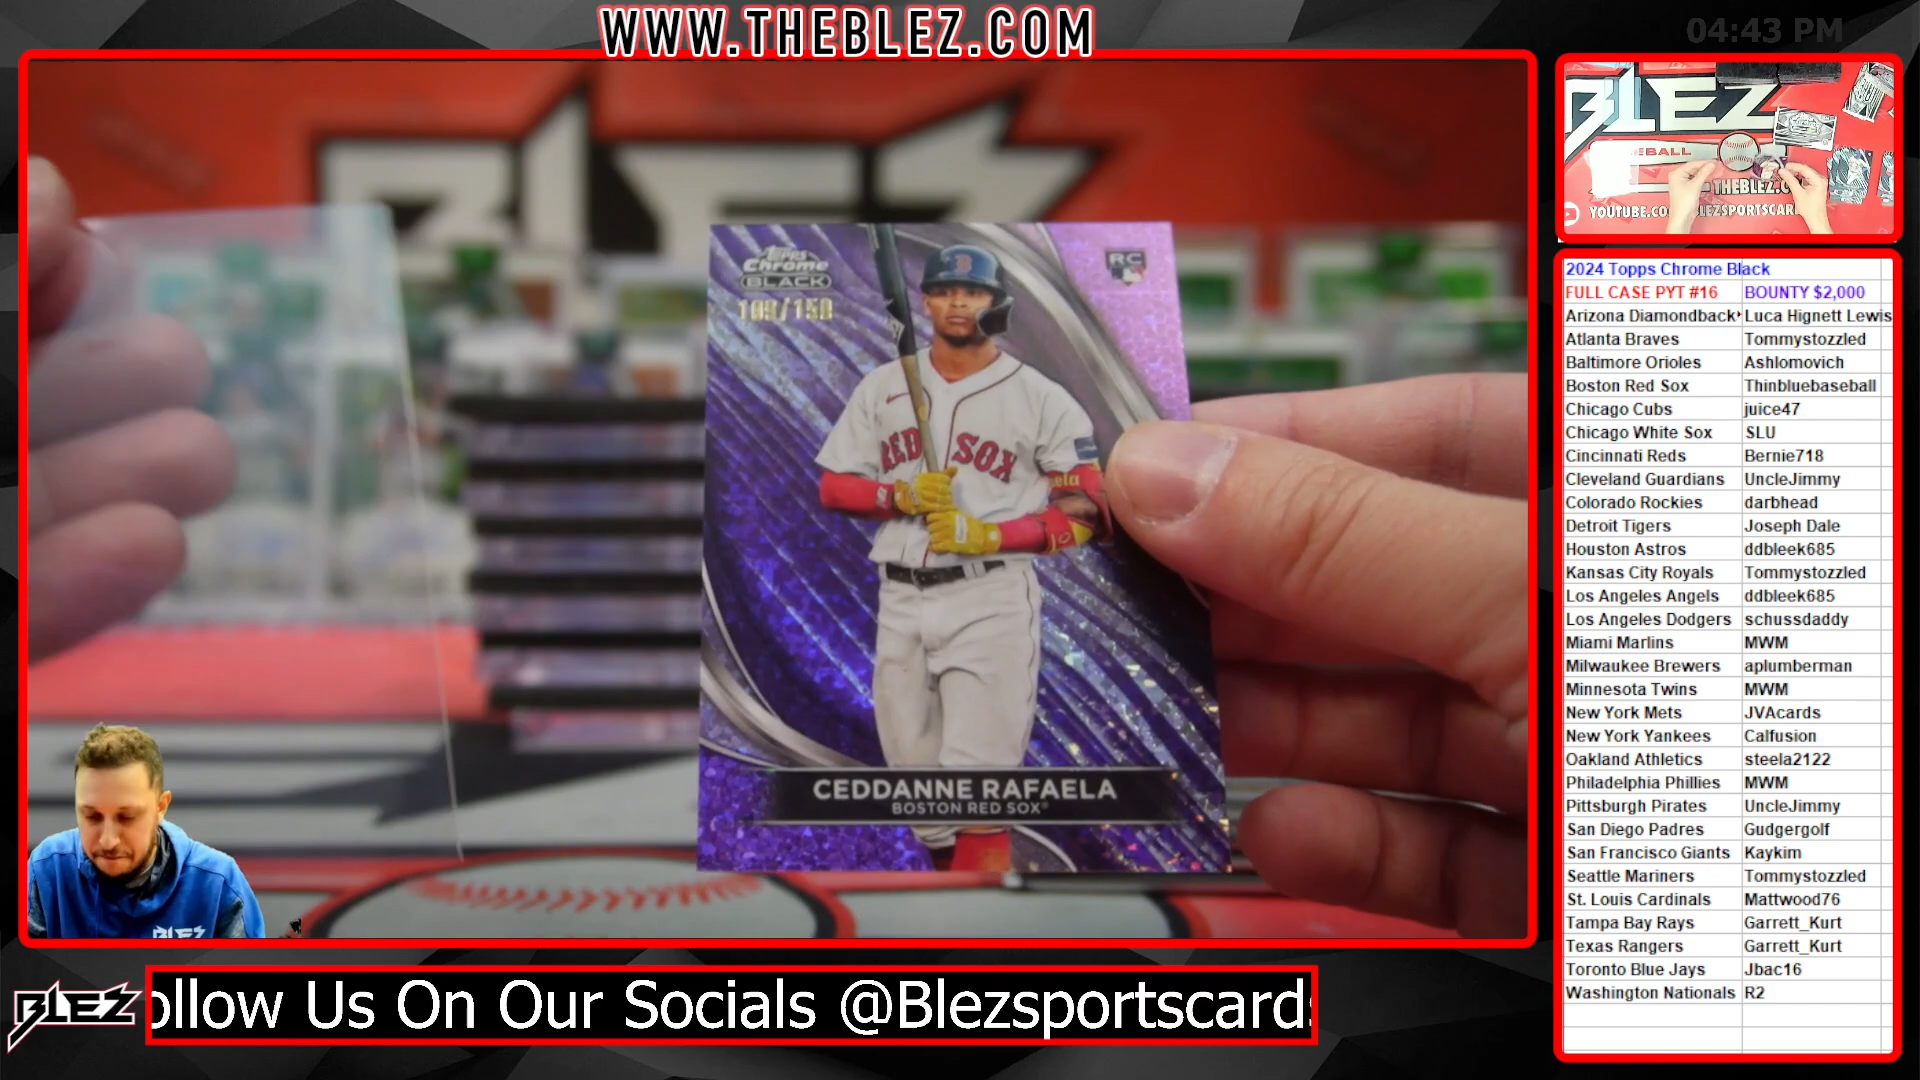 WWW.THEBLEZ.COM
04:43 PM
BLEZ
Topps
Chrome
BLACK
RC
RED SOX
CEDDANNE RAFAELA
BOSTON RED SOX®
BLEZ
BLEZ
EBALL
YOUTUBE.CO
2024 Topps Chrome Black
FULL CASE PYT #16 BOUNTY $2,000
Arizona Diamondback Luca Hignett Lewis
Atlanta Braves Tommystozzled
Baltimore Orioles Ashlomovich
Boston Red Sox Thinbluebaseball
Chicago Cubs juice47
Chicago White Sox SLU
Cincinnati Reds Bernie718
Cleveland Guardians UncleJimmy
Colorado Rockies darbhead
Detroit Tigers Joseph Dale
Houston Astros ddbleek685
Kansas City Royals Tommystozzled
Los Angeles Angels ddbleek685
Los Angeles Dodgers schussdaddy
Miami Marlins MWM
Milwaukee Brewers aplumberman
Minnesota Twins MWM
New York Mets JVAcards
New York Yankees Calfusion
Oakland Athletics steela2122
Philadelphia Phillies MWM
Pittsburgh Pirates UncleJimmy
San Diego Padres Gudgergolf
San Francisco Giants Kaykim
Seattle Mariners Tommystozzled
St. Louis Cardinals Mattwood76
Tampa Bay Rays Garrett_Kurt
Texas Rangers Garrett_Kurt
Toronto Blue Jays Jbac16
Washington Nationals R2
BLEZ
ollow Us On Our Socials @Blezsportscards